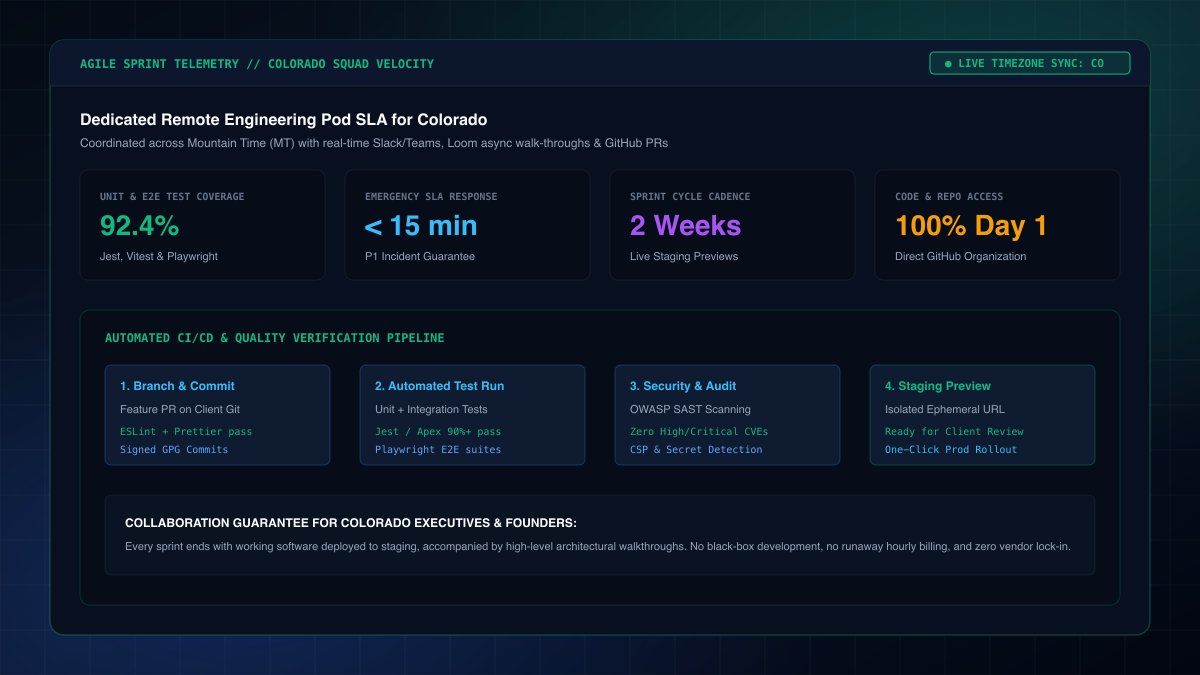 AGILE SPRINT TELEMETRY // COLORADO SQUAD VELOCITY
● LIVE TIMEZONE SYNC: CO
Dedicated Remote Engineering Pod SLA for Colorado
Coordinated across Mountain Time (MT) with real-time Slack/Teams, Loom async walk-throughs & GitHub PRs
UNIT & E2E TEST COVERAGE
92.4%
Jest, Vitest & Playwright
EMERGENCY SLA RESPONSE
< 15 min
P1 Incident Guarantee
SPRINT CYCLE CADENCE
2 Weeks
Live Staging Previews
CODE & REPO ACCESS
100% Day 1
Direct GitHub Organization
AUTOMATED CI/CD & QUALITY VERIFICATION PIPELINE
1. Branch & Commit
Feature PR on Client Git
ESLint + Prettier pass
Signed GPG Commits
2. Automated Test Run
Unit + Integration Tests
Jest / Apex 90%+ pass
Playwright E2E suites
3. Security & Audit
OWASP SAST Scanning
Zero High/Critical CVEs
CSP & Secret Detection
4. Staging Preview
Isolated Ephemeral URL
Ready for Client Review
One-Click Prod Rollout
COLLABORATION GUARANTEE FOR COLORADO EXECUTIVES & FOUNDERS:
Every sprint ends with working software deployed to staging, accompanied by high-level architectural walkthroughs. No black-box development, no runaway hourly billing, and zero vendor lock-in.